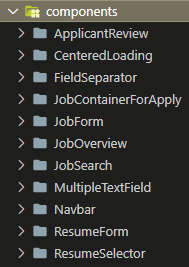 components
ApplicantReview
CenteredLoading
FieldSeparator
JobContainerForApply
JobForm
JobOverview
JobSearch
MultipleTextField
Navbar
ResumeForm
ResumeSelector